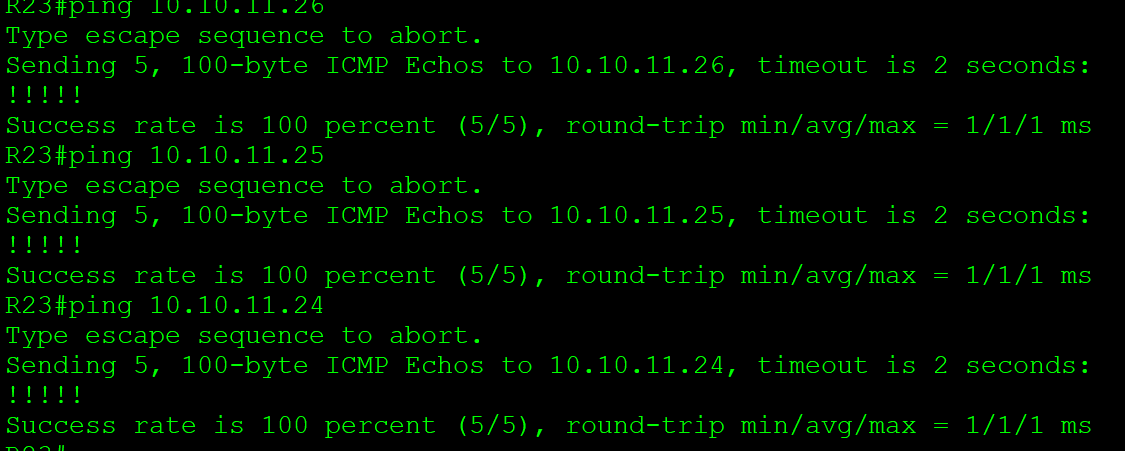 R23#ping 10.10.11.26
Type escape sequence to abort.
Sending 5, 100-byte ICMP Echos to 10.10.11.26, timeout is 2 seconds:
!!!!!
Success rate is 100 percent (5/5), round-trip min/avg/max = 1/1/1 ms
R23#ping 10.10.11.25
Type escape sequence to abort.
Sending 5, 100-byte ICMP Echos to 10.10.11.25, timeout is 2 seconds:
!!!!!
Success rate is 100 percent (5/5), round-trip min/avg/max = 1/1/1 ms
R23#ping 10.10.11.24
Type escape sequence to abort.
Sending 5, 100-byte ICMP Echos to 10.10.11.24, timeout is 2 seconds:
!!!!!
Success rate is 100 percent (5/5), round-trip min/avg/max = 1/1/1 ms
R23#